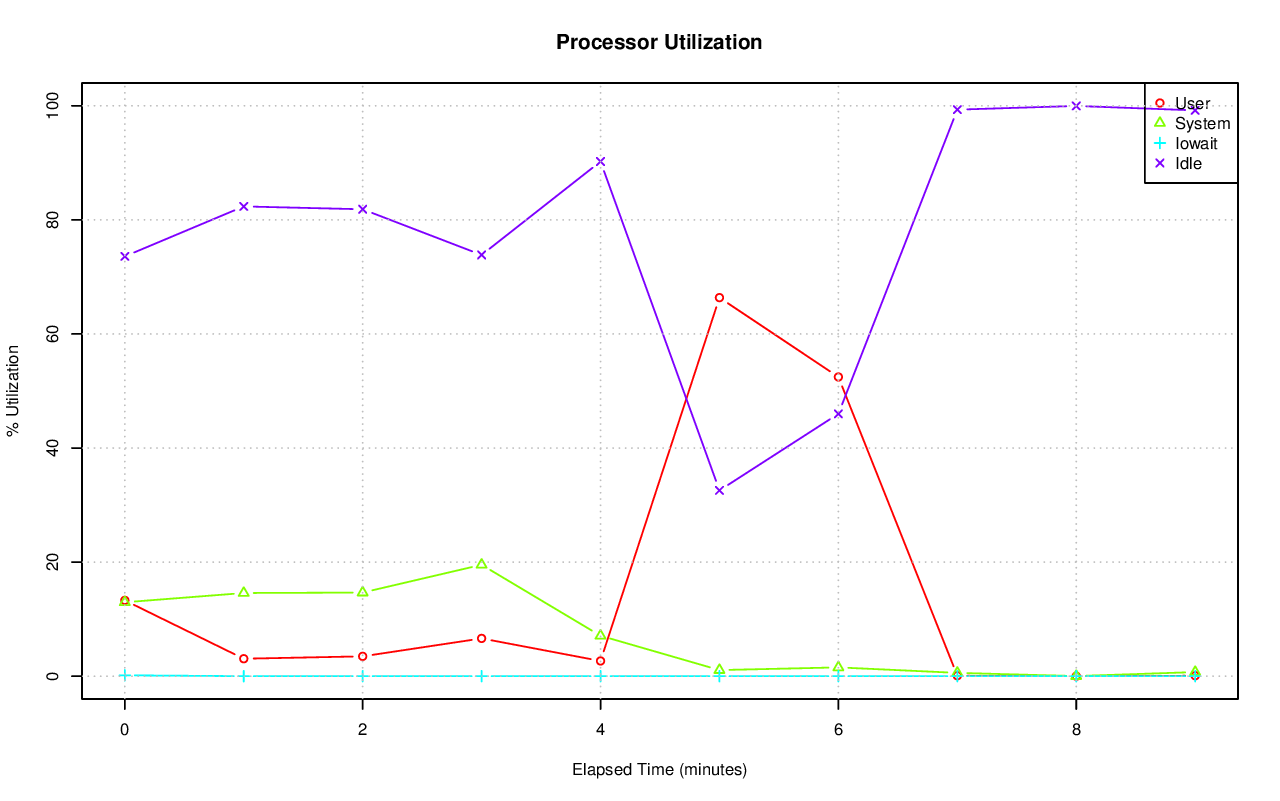 Processor Utilization
100
80
60
40
20
0
% Utilization
User
System
Iowait
Idle
0 2 4 6 8
Elapsed Time (minutes)